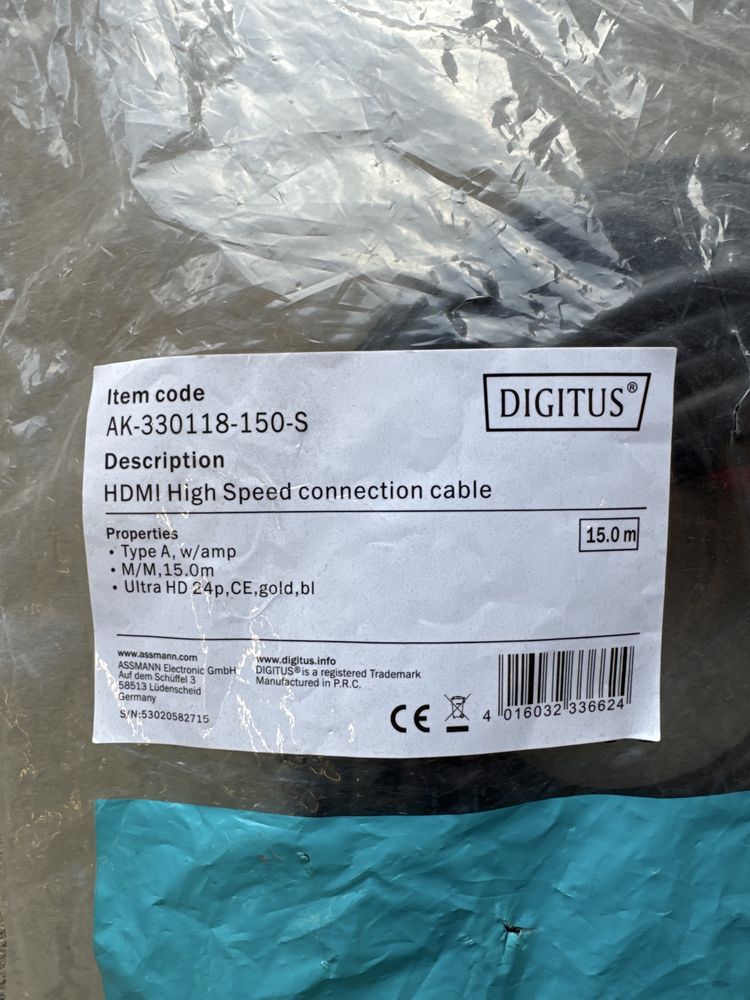 Item code
AK-330118-150-S
DIGITUS®
Description
HDMI High Speed connection cable
Properties
15.0 m
• Type A, w/amp
• M/M,15.0m
• Ultra HD 24p,CE,gold,bl
www.assmann.com
ASSMANN Electronic GmbH
Auf dem Schüffel 3
58513 Lüdenscheid
Germany
S/N:53020582715
www.digitus.info
DIGITUS® is a registered Trademark
Manufactured in P.R.C.
CE
4 016032 336624